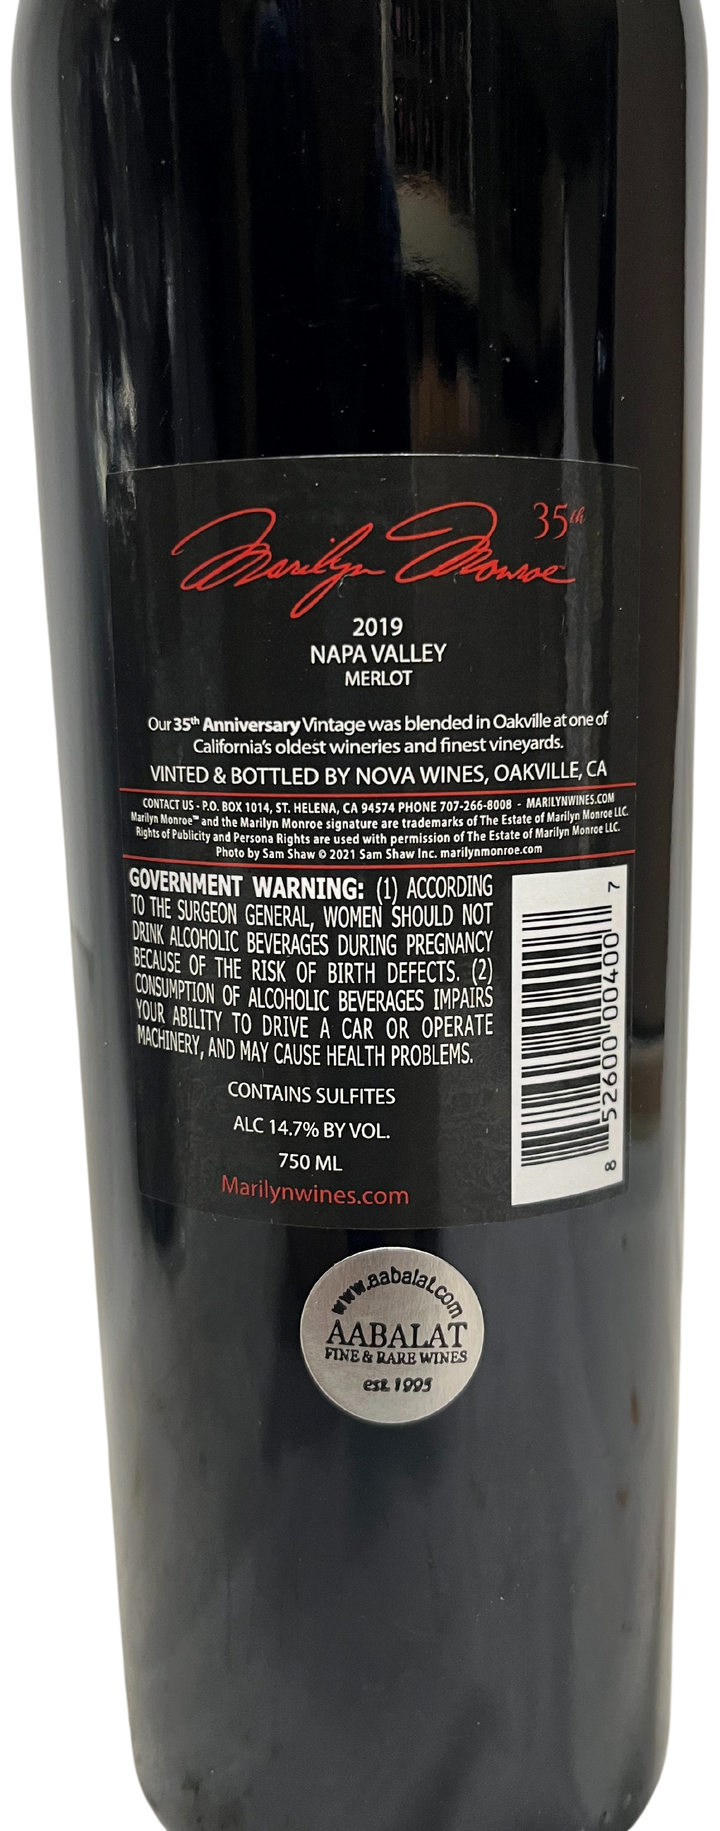 35th
Marilyn Monroe
2019
NAPA VALLEY
MERLOT
Our 35th Anniversary Vintage was blended in Oakville at one of
California's oldest wineries and finest vineyards.
VINTED & BOTTLED BY NOVA WINES, OAKVILLE, CA
CONTACT US - P.O. BOX 1014, ST. HELENA, CA 94574 PHONE 707-266-8008 - MARILYNWINES.COM
Marilyn Monroe™ and the Marilyn Monroe signature are trademarks of The Estate of Marilyn Monroe LLC.
Rights of Publicity and Persona Rights are used with permission of The Estate of Marilyn Monroe LLC.
Photo by Sam Shaw © 2021 Sam Shaw Inc. marilynmonroe.com
GOVERNMENT WARNING: (1) ACCORDING
TO THE SURGEON GENERAL, WOMEN SHOULD NOT
DRINK ALCOHOLIC BEVERAGES DURING PREGNANCY
BECAUSE OF THE RISK OF BIRTH DEFECTS. (2)
CONSUMPTION OF ALCOHOLIC BEVERAGES IMPAIRS
YOUR ABILITY TO DRIVE A CAR OR OPERATE
MACHINERY, AND MAY CAUSE HEALTH PROBLEMS.
8 52600 00400 7
CONTAINS SULFITES
ALC 14.7% BY VOL.
750 ML
Marilynwines.com
www.aabalat.com
AABALAT
FINE & RARE WINES
est. 1995